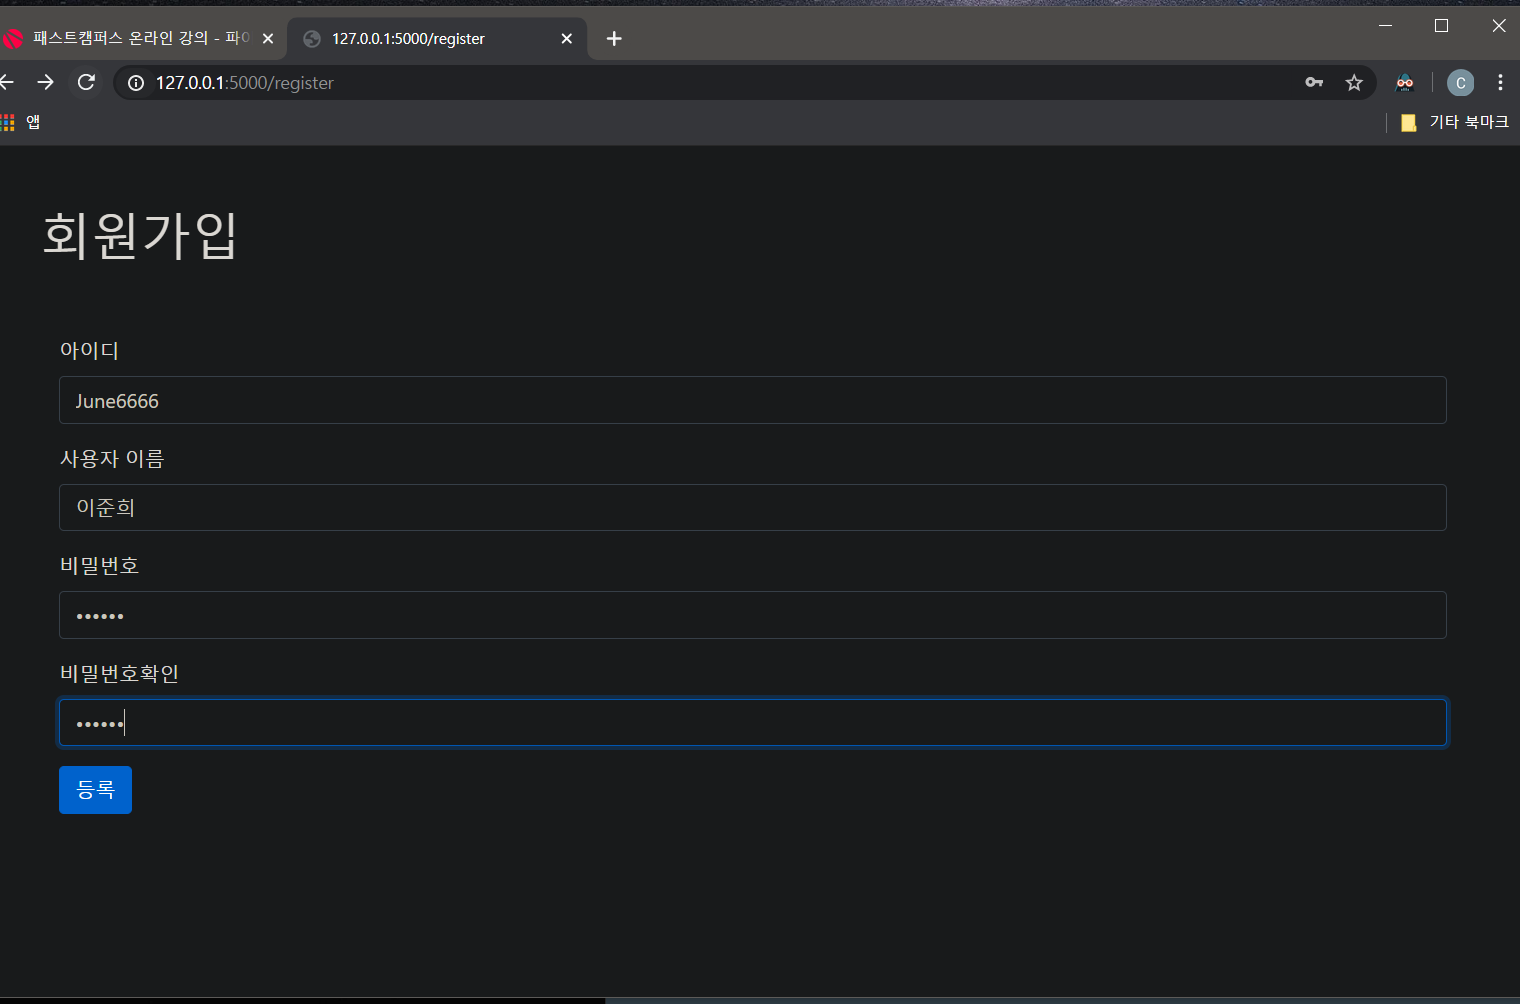 패스트캠퍼스 온라인 강의 - 파이
127.0.0.1:5000/register
127.0.0.1:5000/register
C
앱
기타 북마크
회원가입
아이디
June6666
사용자 이름
이준희
비밀번호
••••••
비밀번호확인
••••••
등록